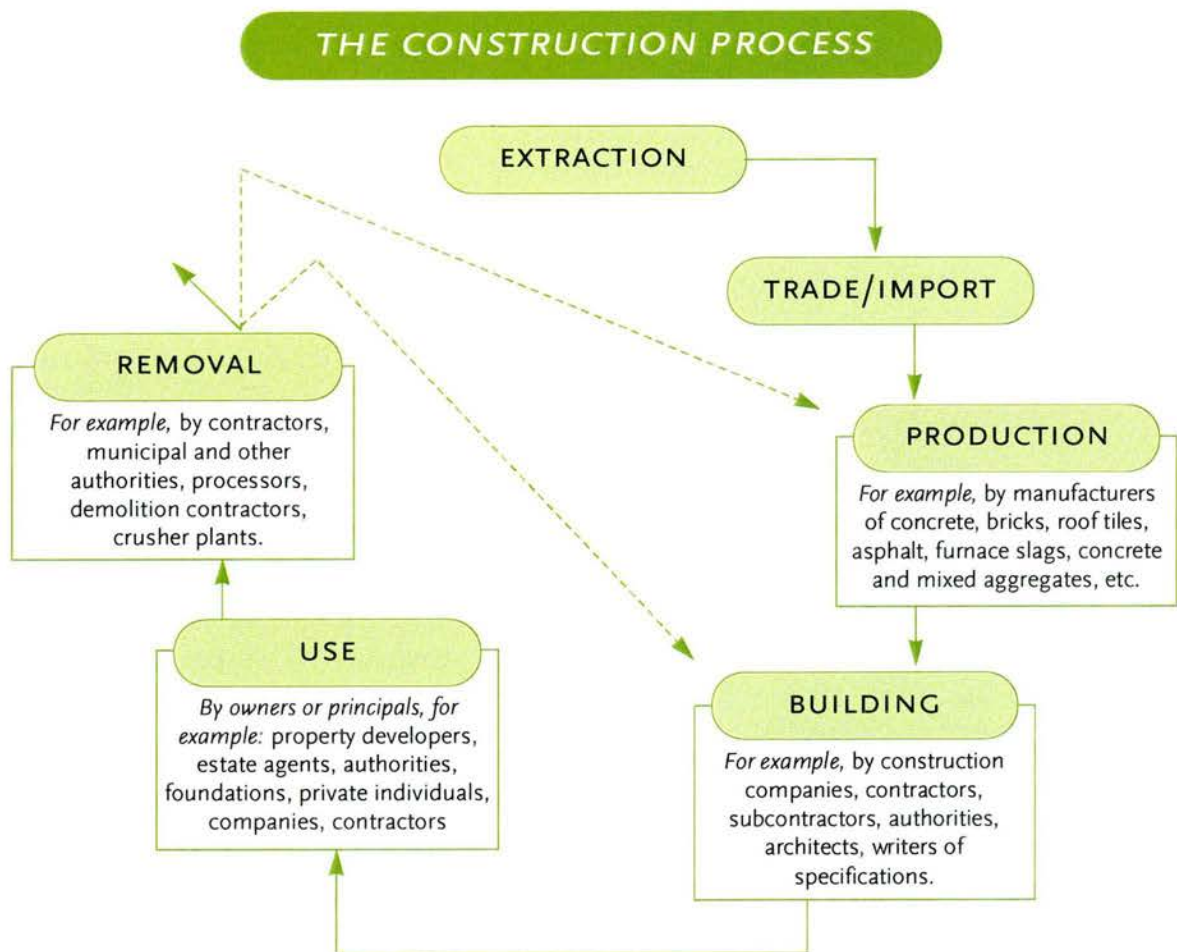 THE CONSTRUCTION PROCESS
EXTRACTION
TRADE/IMPORT
REMOVAL
For example, by contractors,
municipal and other
authorities, processors,
demolition contractors,
crusher plants.
PRODUCTION
For example, by manufacturers
of concrete, bricks, roof tiles,
asphalt, furnace slags, concrete
and mixed aggregates, etc.
USE
By owners or principals, for
example: property developers,
estate agents, authorities,
foundations, private individuals,
companies, contractors
BUILDING
For example, by construction
companies, contractors,
subcontractors, authorities,
architects, writers of
specifications.